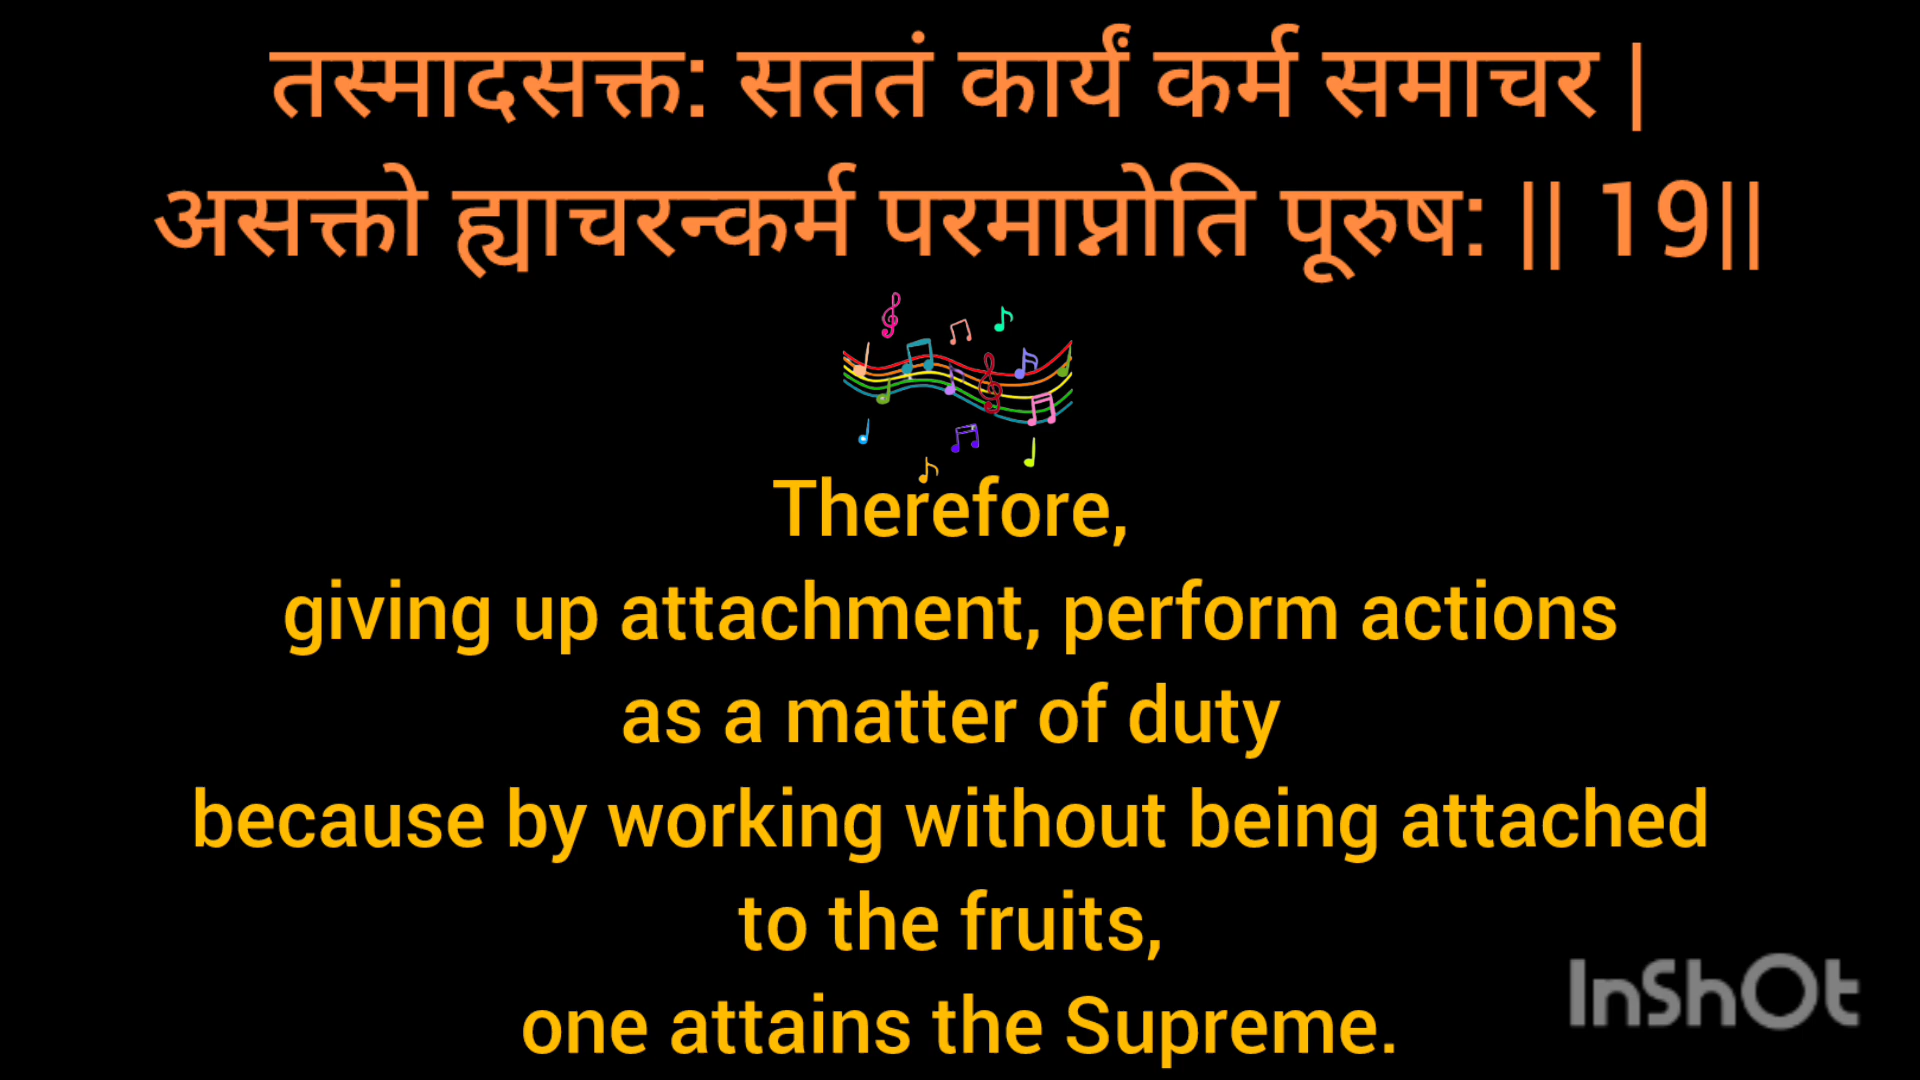 तस्मादसक्त: सततं कार्यं कर्म समाचर |
असक्तो ह्याचरन्कर्म परमाप्नोति पूरुष: || 19||
Therefore,
giving up attachment, perform actions
as a matter of duty
because by working without being attached
to the fruits,
one attains the Supreme.
InShOt